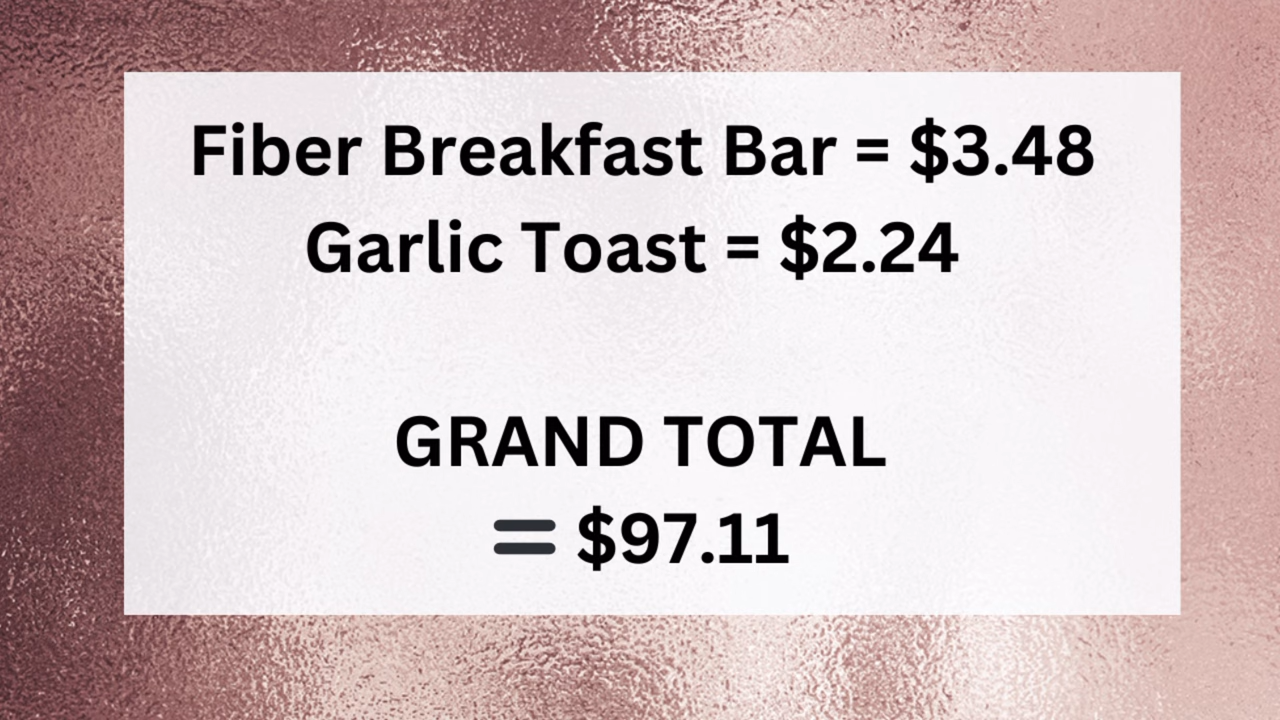 Fiber Breakfast Bar = $3.48
Garlic Toast = $2.24
GRAND TOTAL
= $97.11